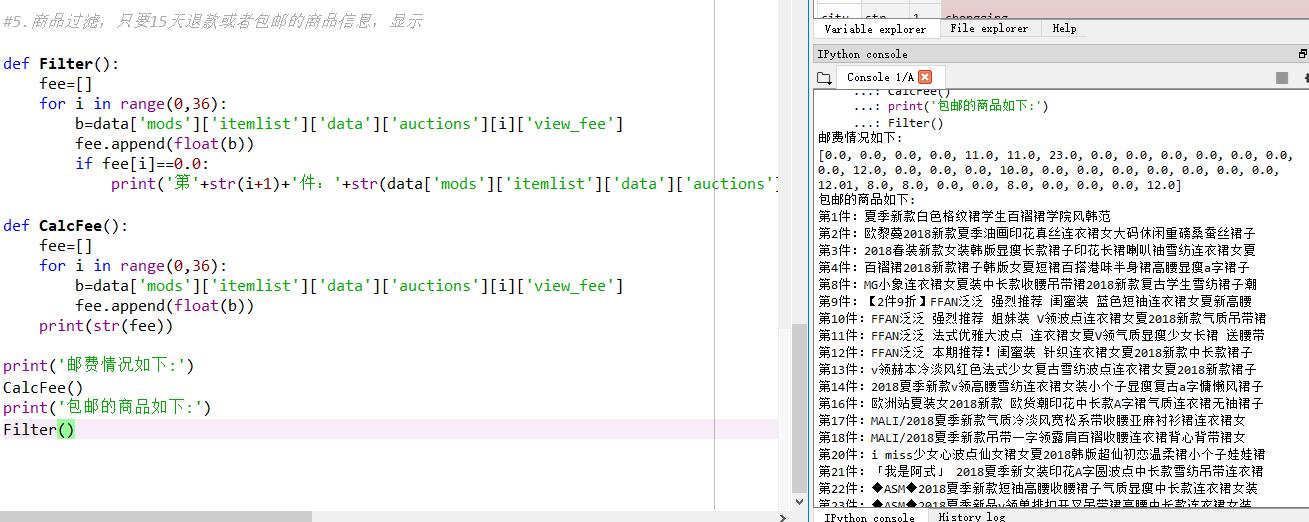 #5.商品过滤，只要15天退款或者包邮的商品信息，显示
def Filter():
    fee=[]
    for i in range(0,36):
        b=data['mods']['itemlist']['data']['auctions'][i]['view_fee']
        fee.append(float(b))
        if fee[i]==0.0:
            print('第'+str(i+1)+'件：'+str(data['mods']['itemlist']['data']['auctions']
def CalcFee():
    fee=[]
    for i in range(0,36):
        b=data['mods']['itemlist']['data']['auctions'][i]['view_fee']
        fee.append(float(b))
    print(str(fee))
print('邮费情况如下:')
CalcFee()
print('包邮的商品如下:')
Filter()
city str 1 chongqing
Variable explorer File explorer Help
IPython console
Console 1/A
...: CalcFee()
...: print('包邮的商品如下:')
...: Filter()
邮费情况如下:
[0.0, 0.0, 0.0, 0.0, 11.0, 11.0, 23.0, 0.0, 0.0, 0.0, 0.0, 0.0, 0.0,
0.0, 12.0, 0.0, 0.0, 0.0, 10.0, 0.0, 0.0, 0.0, 0.0, 0.0, 0.0, 0.0,
12.01, 8.0, 8.0, 0.0, 0.0, 8.0, 0.0, 0.0, 0.0, 12.0]
包邮的商品如下:
第1件：夏季新款白色格纹裙学生百褶裙学院风韩范
第2件：欧黎蔓2018新款夏季油画印花真丝连衣裙女大码休闲重磅桑蚕丝裙子
第3件：2018春装新款女装韩版显瘦长款裙子印花长裙喇叭袖雪纺连衣裙女夏
第4件：百褶裙2018新款裙子韩版女夏短裙百搭港味半身裙高腰显瘦a字裙子
第8件：MG小象连衣裙女夏装中长款收腰吊带裙2018新款复古学生雪纺裙子潮
第9件：【2件9折】FFAN泛泛 强烈推荐 闺蜜装 蓝色短袖连衣裙女夏新高腰
第10件：FFAN泛泛 强烈推荐 姐妹装 V领波点连衣裙女夏2018新款气质吊带裙
第11件：FFAN泛泛 法式优雅大波点 连衣裙女夏V领气质显瘦少女长裙 送腰带
第12件：FFAN泛泛 本期推荐！闺蜜装 针织连衣裙女夏2018新款中长款裙子
第13件：v领赫本冷淡风红色法式少女复古雪纺波点连衣裙女夏2018新款裙子
第14件：2018夏季新款v领高腰雪纺连衣裙女装小个子显瘦复古a字慵懒风裙子
第16件：欧洲站夏装女2018新款 欧货潮印花中长款A字裙气质连衣裙无袖裙子
第17件：MALI/2018夏季新款气质冷淡风宽松系带收腰亚麻衬衫裙连衣裙女
第18件：MALI/2018夏季新款吊带一字领露肩百褶收腰连衣裙背心背带裙女
第20件：i miss少女心波点仙女裙女夏2018韩版超仙初恋温柔裙小个子娃娃裙
第21件：「我是阿式」 2018夏季新女装印花A字圆波点中长款雪纺吊带连衣裙
第22件：◆ASM◆2018夏季新款短袖高腰收腰裙子气质显瘦中长款连衣裙女装
第23件：◆ASM◆2018夏季新品v领单排扣开叉吊带裙高腰中长款连衣裙女装
IPython console History log